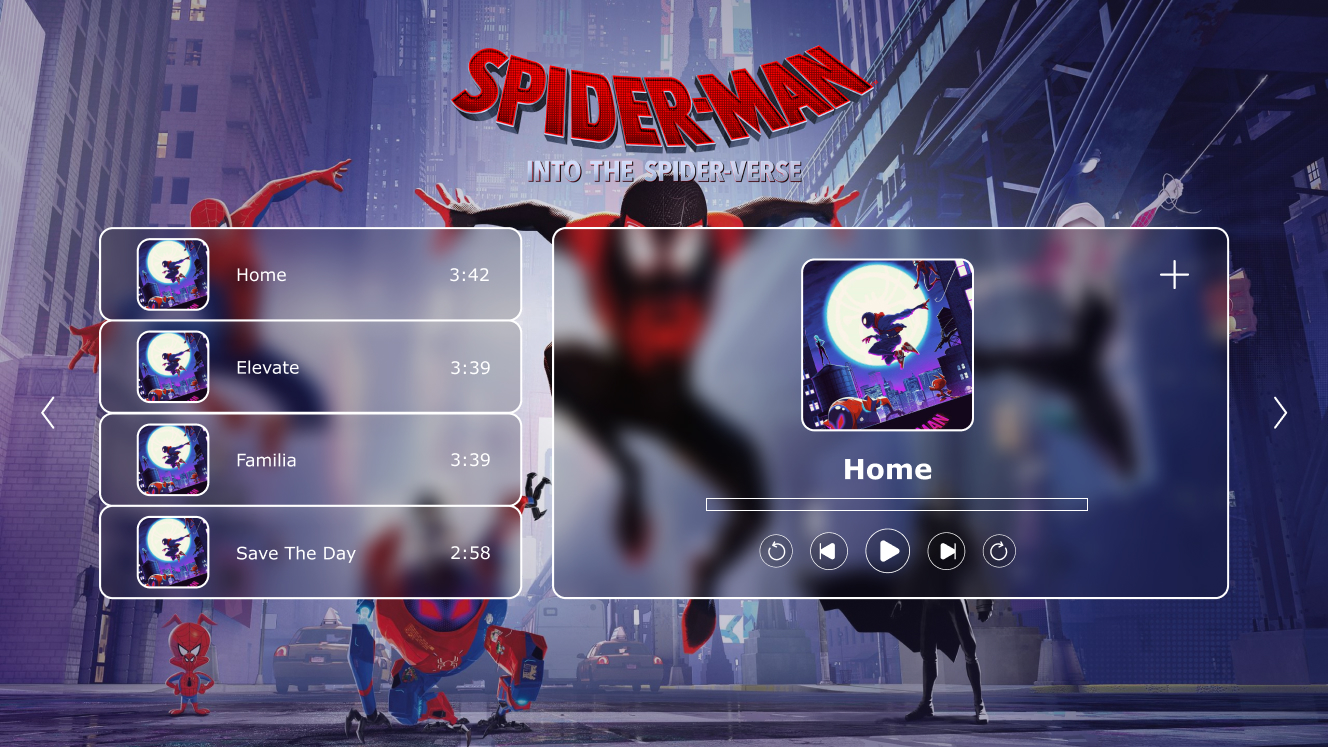 SPIDER-MAN
INTO THE SPIDER-VERSE
Home 3:42
Elevate 3:39
Familia 3:39
Save The Day 2:58
Home